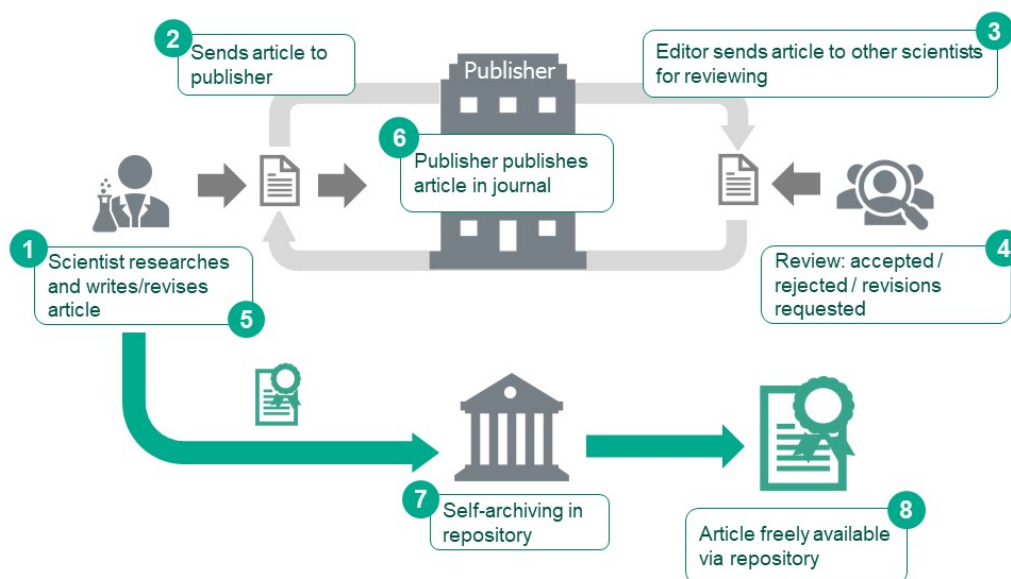 2
Sends article to
publisher
Publisher
3
Editor sends article to other scientists
for reviewing
6
Publisher publishes
article in journal
1
Scientist researches
and writes/revises
article
5
4
Review: accepted /
rejected / revisions
requested
7
Self-archiving in
repository
8
Article freely available
via repository